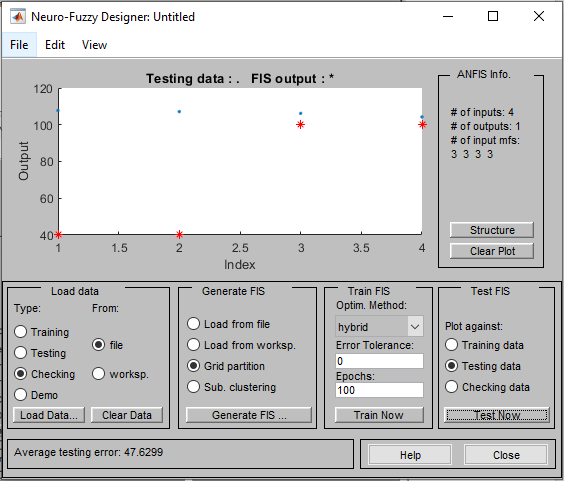 Neuro-Fuzzy Designer: Untitled
File Edit View
Testing data : . FIS output : *
120
100
80
60
40
Output
1 1.5 2 2.5 3 3.5 4
Index
ANFIS Info.
# of inputs: 4
# of outputs: 1
# of input mfs:
3 3 3 3
Structure
Clear Plot
Load data
Type: From:
Training
Testing
Checking
Demo
file
worksp.
Load Data... Clear Data
Generate FIS
Load from file
Load from worksp.
Grid partition
Sub. clustering
Generate FIS ...
Train FIS
Optim. Method:
hybrid
Error Tolerance:
0
Epochs:
100
Train Now
Test FIS
Plot against:
Training data
Testing data
Checking data
Test Now
Average testing error: 47.6299
Help Close